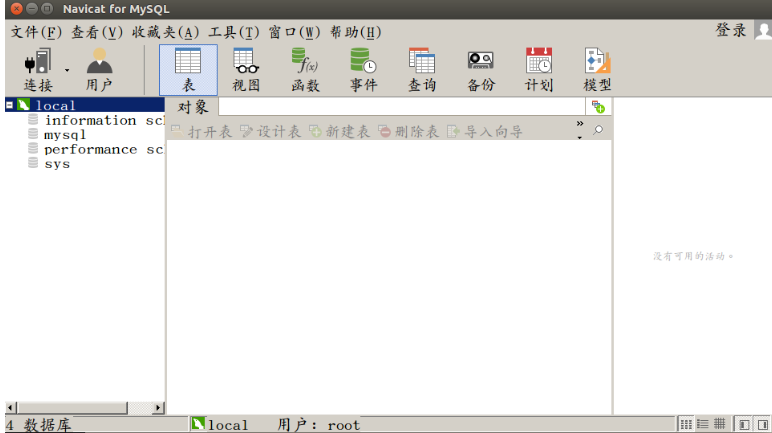 Navicat for MySQL
文件(F) 查看(V) 收藏夹(A) 工具(T) 窗口(W) 帮助(H) 登录
f(x)
连接 用户 表 视图 函数 事件 查询 备份 计划 模型
local 对象
information sch
打开表 设计表 新建表 删除表 导入向导 »
mysql
performance sc
sys
没有可用的活动。
4 数据库 local 用户: root